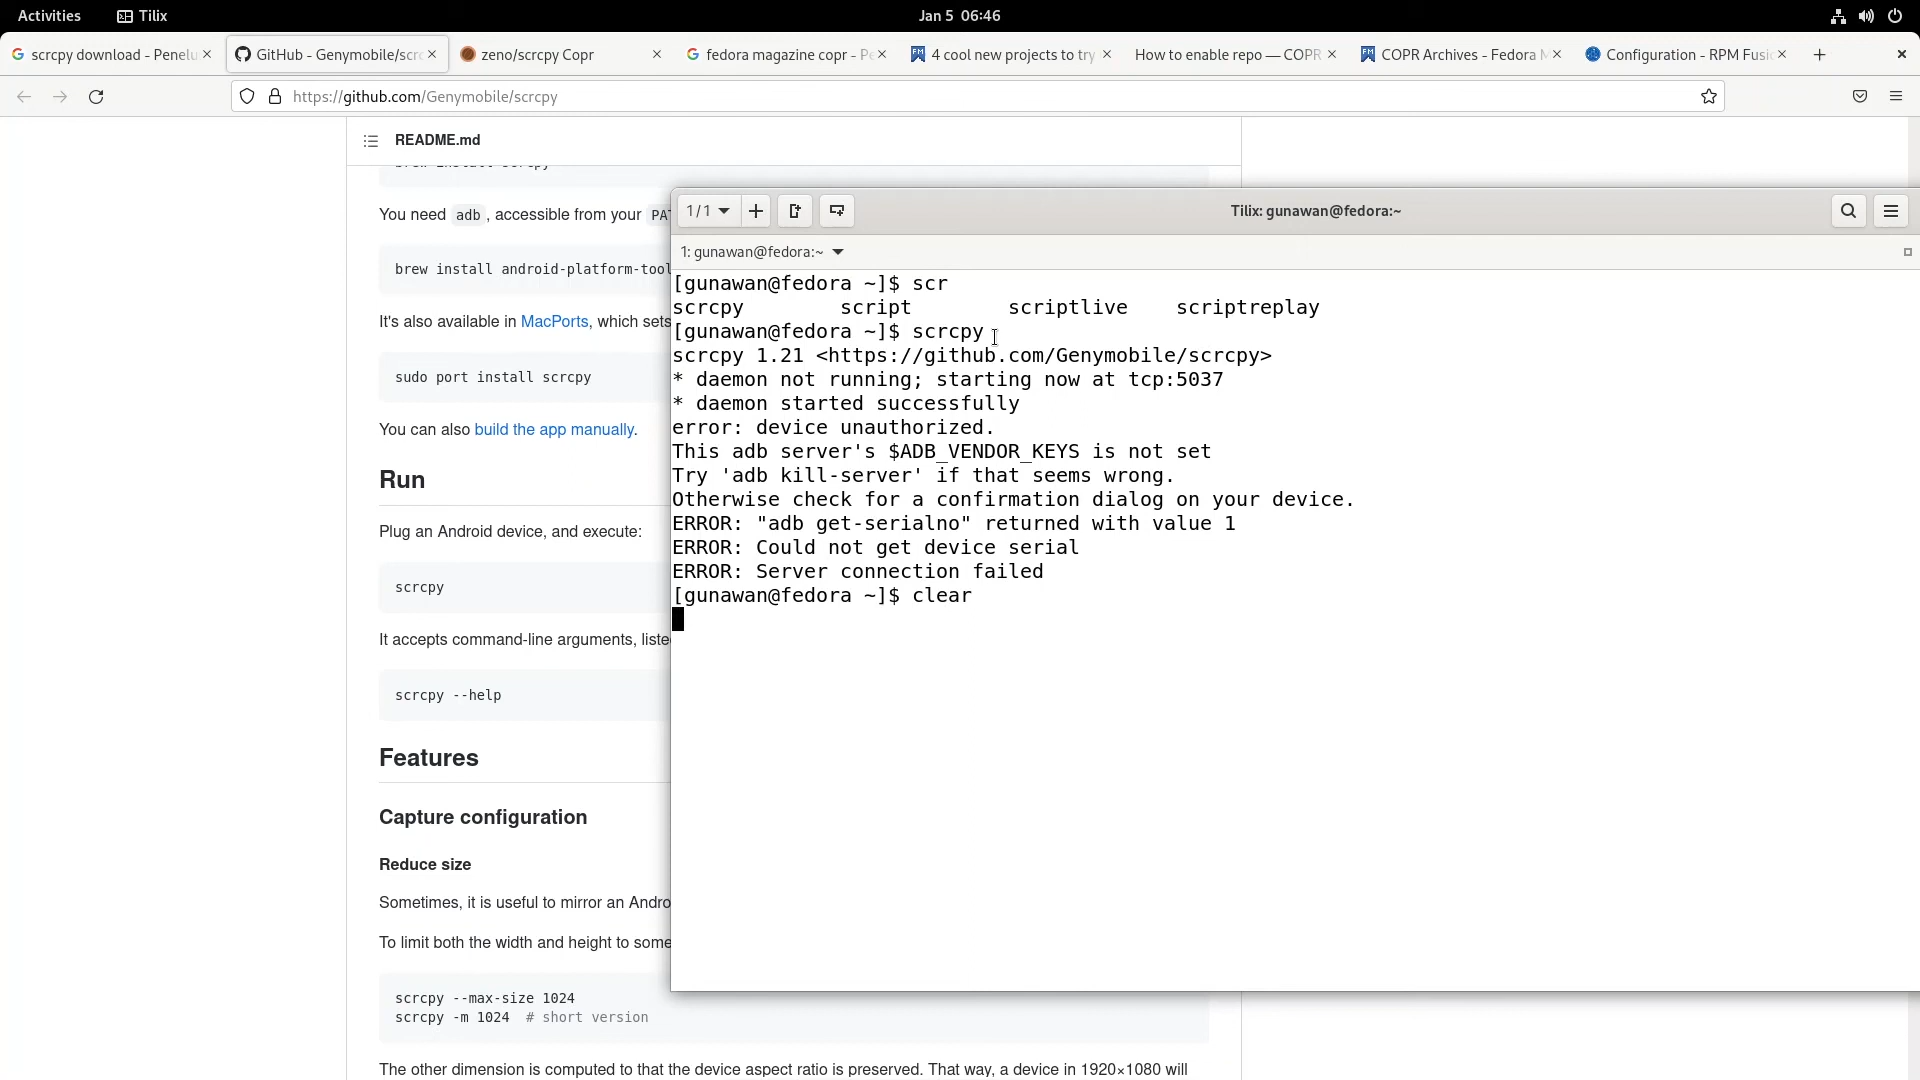 Activities
Tilix
Jan 5 06:46
scrcpy download - Penelu
GitHub - Genymobile/scrc
zeno/scrcpy Copr
fedora magazine copr - Pe
4 cool new projects to try
How to enable repo — COPR
COPR Archives - Fedora M
Configuration - RPM Fusic
https://github.com/Genymobile/scrcpy
README.md
brew install scrcpy
You need adb , accessible from your PAT
brew install android-platform-tool
It's also available in MacPorts, which sets
sudo port install scrcpy
You can also build the app manually.
Run
Plug an Android device, and execute:
scrcpy
It accepts command-line arguments, liste
scrcpy --help
Features
Capture configuration
Reduce size
Sometimes, it is useful to mirror an Andro
To limit both the width and height to some
scrcpy --max-size 1024
scrcpy -m 1024 # short version
The other dimension is computed to that the device aspect ratio is preserved. That way, a device in 1920×1080 will
1/1
Tilix: gunawan@fedora:~
1: gunawan@fedora:~
[gunawan@fedora ~]$ scr
scrcpy script scriptlive scriptreplay
[gunawan@fedora ~]$ scrcpy
scrcpy 1.21 <https://github.com/Genymobile/scrcpy>
* daemon not running; starting now at tcp:5037
* daemon started successfully
error: device unauthorized.
This adb server's $ADB_VENDOR_KEYS is not set
Try 'adb kill-server' if that seems wrong.
Otherwise check for a confirmation dialog on your device.
ERROR: "adb get-serialno" returned with value 1
ERROR: Could not get device serial
ERROR: Server connection failed
[gunawan@fedora ~]$ clear